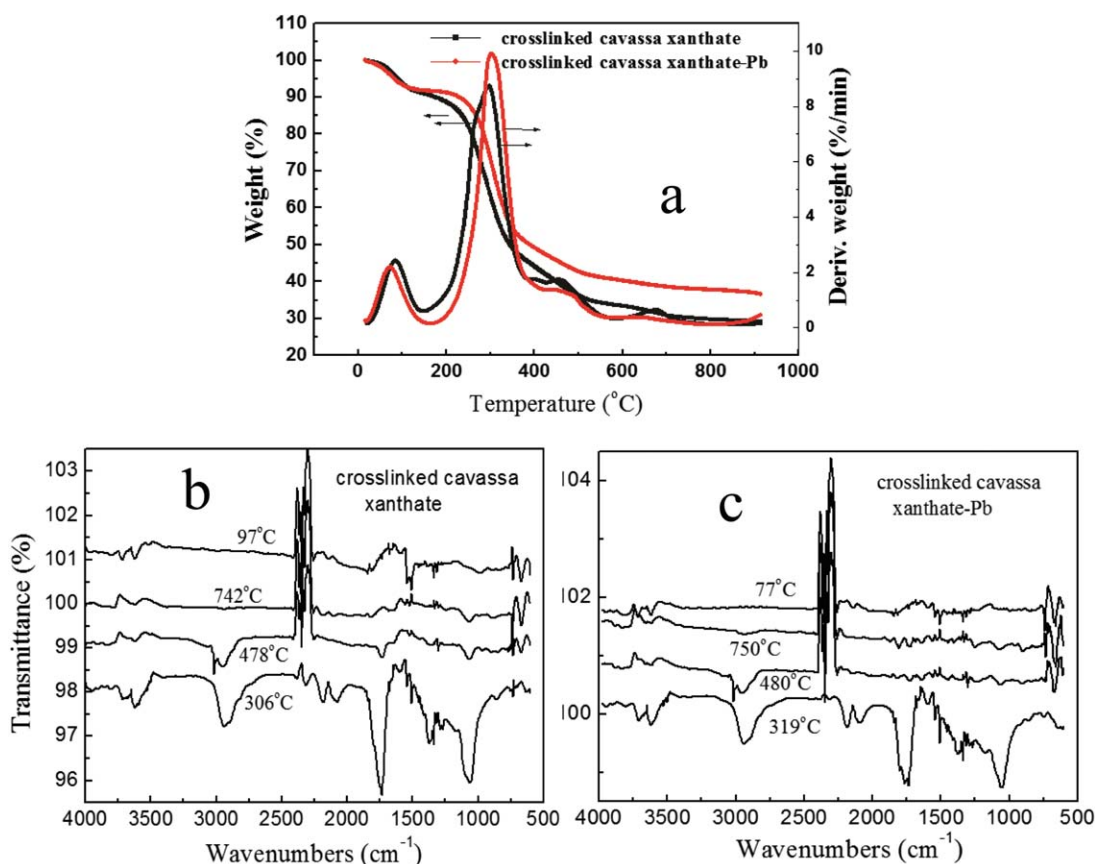 110
100
90
80
70
60
50
40
30
20
Weight (%)
crosslinked cavassa xanthate
crosslinked cavassa xanthate-Pb
a
10
8
6
4
2
0
Deriv. weight (%/min)
0 200 400 600 800 1000
Temperature (°C)
b
crosslinked cavassa
xanthate
103
102
101
100
99
98
97
96
95
Transmittance (%)
97°C
742°C
478°C
306°C
4000 3500 3000 2500 2000 1500 1000 500
Wavenumbers (cm⁻¹)
c
crosslinked cavassa
xanthate-Pb
104
102
100
77°C
750°C
480°C
319°C
4000 3500 3000 2500 2000 1500 1000 500
Wavenumbers (cm⁻¹)